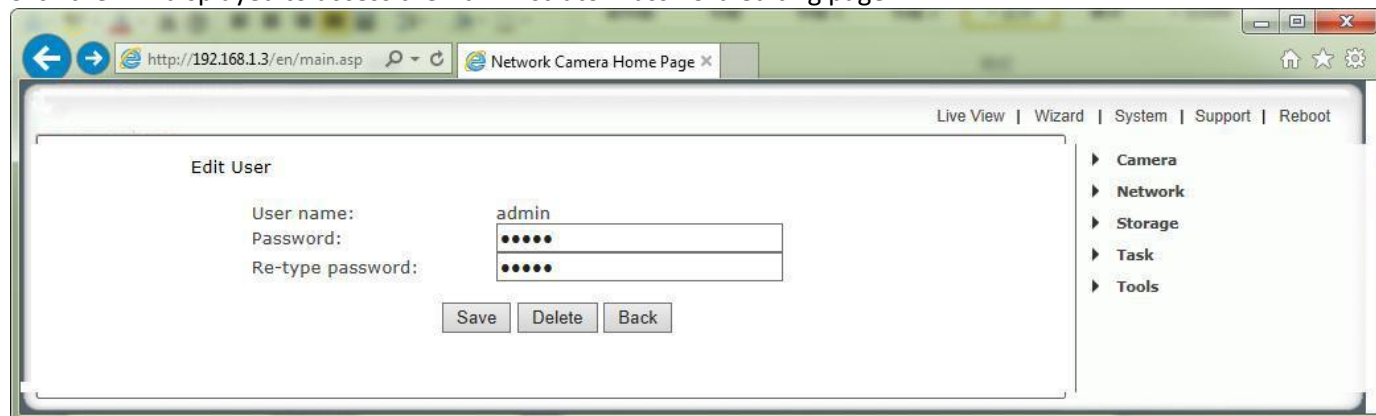 http://192.168.1.3/en/main.asp
Network Camera Home Page
Live View | Wizard | System | Support | Reboot
Edit User
User name: admin
Password: •••••
Re-type password: •••••
Save Delete Back
Camera
Network
Storage
Task
Tools